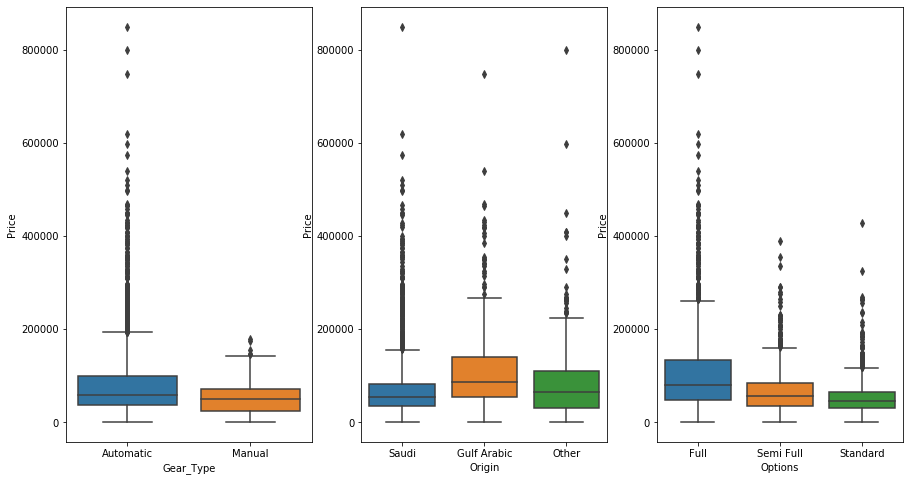 Price
800000
600000
400000
200000
0
Automatic Manual
Gear_Type
Price
800000
600000
400000
200000
0
Saudi Gulf Arabic Other
Origin
Price
800000
600000
400000
200000
0
Full Semi Full Standard
Options